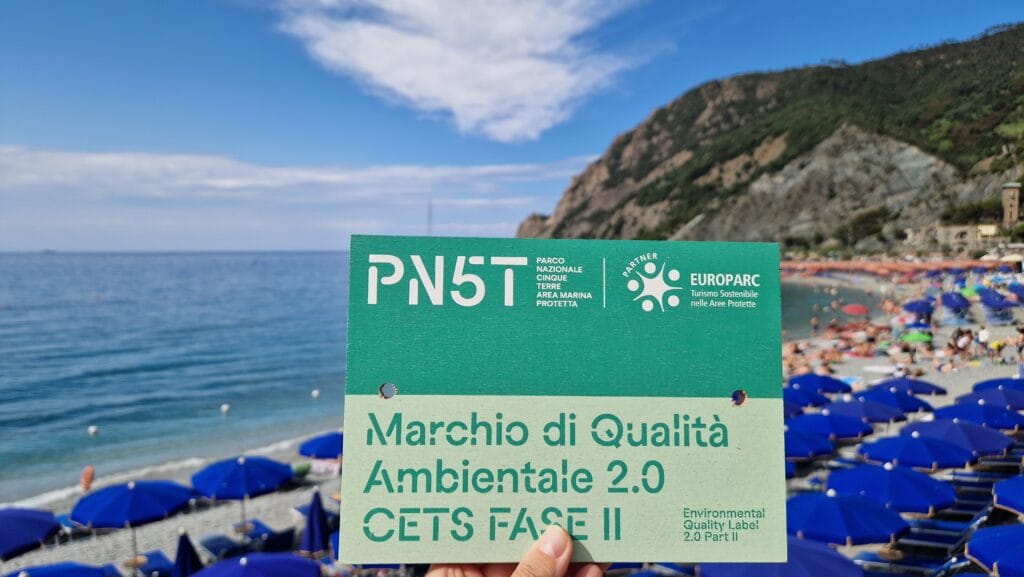 PN5T
PARCO
NAZIONALE
CINQUE
TERRE
AREA MARINA
PROTETTA
PARTNER
EUROPARC
Turismo Sostenibile
nelle Aree Protette
Marchio di Qualità
Ambientale 2.0
CETS FASE II
Environmental
Quality Label
2.0 Part II